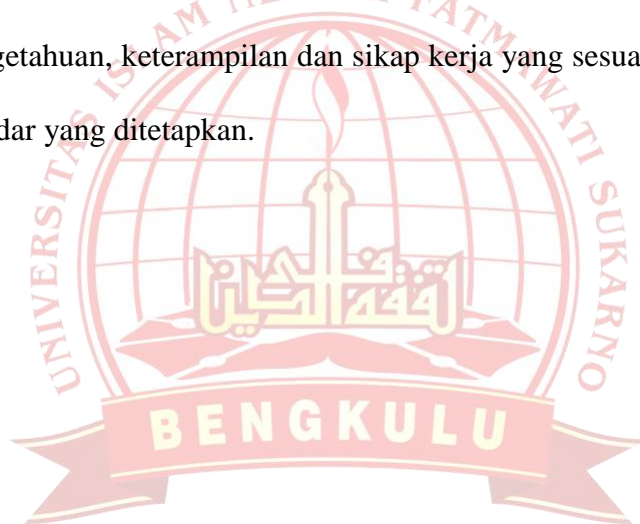 UNIVERSITAS ISLAM FATMAWATI SUKARNO
getahuan, keterampilan dan sikap kerja yang sesua
dar yang ditetapkan.
BENGKULU